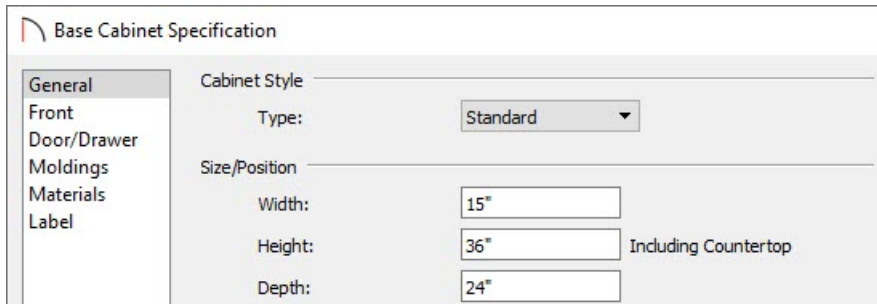 Base Cabinet Specification
General
Front
Door/Drawer
Moldings
Materials
Label
Cabinet Style
Type: Standard
Size/Position
Width: 15"
Height: 36" Including Countertop
Depth: 24"